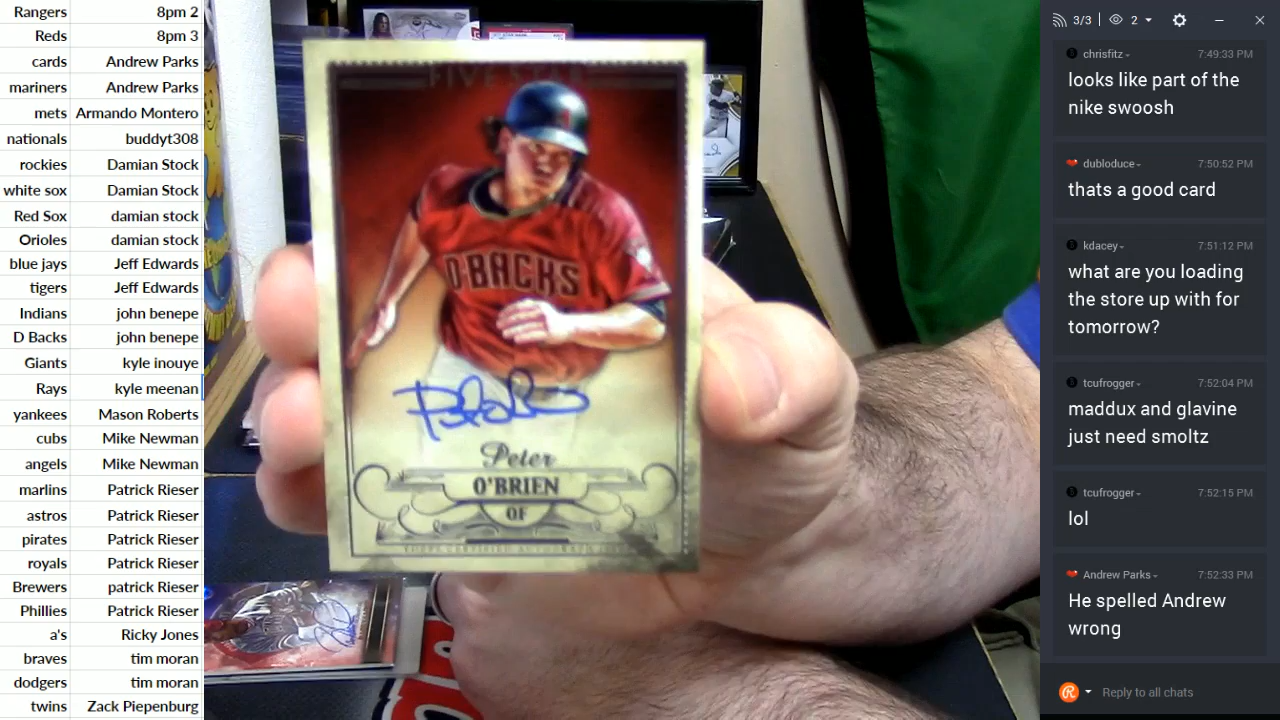 Rangers 8pm 2
Reds 8pm 3
cards Andrew Parks
mariners Andrew Parks
mets Armando Montero
nationals buddyt308
rockies Damian Stock
white sox Damian Stock
Red Sox damian stock
Orioles damian stock
blue jays Jeff Edwards
tigers Jeff Edwards
Indians john benepe
D Backs john benepe
Giants kyle inouye
Rays kyle meenan
yankees Mason Roberts
cubs Mike Newman
angels Mike Newman
marlins Patrick Rieser
astros Patrick Rieser
pirates Patrick Rieser
royals Patrick Rieser
Brewers patrick Rieser
Phillies Patrick Rieser
a's Ricky Jones
braves tim moran
dodgers tim moran
twins Zack Piepenburg
FIVE STAR
D-BACKS
Peter
O'BRIEN
OF
TOPPS CERTIFIED AUTOGRAPH ISSUE
3/3 2
chrisfitz 7:49:33 PM
looks like part of the
nike swoosh
dubloduce 7:50:52 PM
thats a good card
kdacey 7:51:12 PM
what are you loading
the store up with for
tomorrow?
tcufrogger 7:52:04 PM
maddux and glavine
just need smoltz
tcufrogger 7:52:15 PM
lol
Andrew Parks 7:52:33 PM
He spelled Andrew
wrong
Reply to all chats